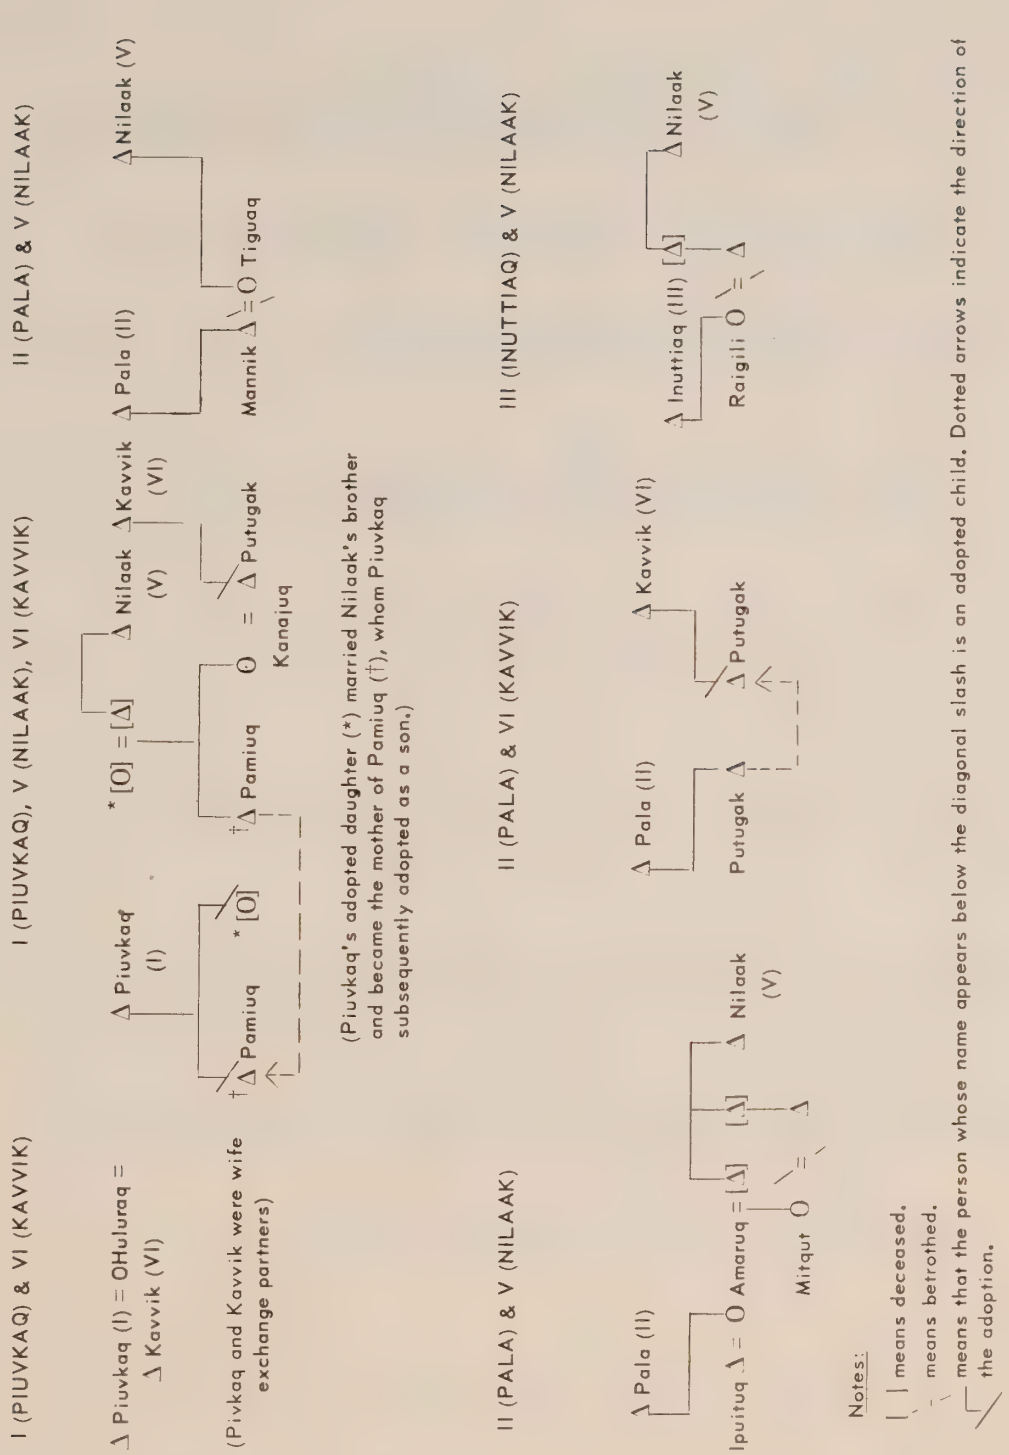 I (PIUVKAQ) & VI (KAVVIK)
Δ Piuvkaq (I) = OHuluraq =
Δ Kavvik (VI)
(Pivkaq and Kavvik were wife
exchange partners)
I (PIUVKAQ), V (NILAAK), VI (KAVVIK)
Δ Piuvkaq
(I)
* [O] = [Δ]
Δ Nilaak
(V)
Δ Kavvik
(VI)
† Δ Pamiuq
* [O]
† Δ Pamiuq
O = Δ Putugak
Kanajuq
(Piuvkaq's adopted daughter (*) married Nilaak's brother
and became the mother of Pamiuq (†), whom Piuvkaq
subsequently adopted as a son.)
II (PALA) & V (NILAAK)
Δ Pala (II)
Δ Nilaak (V)
Mannik Δ = O Tiguaq
II (PALA) & V (NILAAK)
Δ Pala (II)
Ipuituq Δ = O Amaruq = [Δ] [Δ] Δ Nilaak
(V)
Mitqut O = Δ
II (PALA) & VI (KAVVIK)
Δ Pala (II)
Δ Kavvik (VI)
Putugak Δ
Δ Putugak
III (INUTTIAQ) & V (NILAAK)
Δ Inuttiaq (III) [Δ] Δ Nilaak
(V)
Raigili O = Δ
Notes:
[ ] means deceased.
means betrothed.
means that the person whose name appears below the diagonal slash is an adopted child. Dotted arrows indicate the direction of
the adoption.